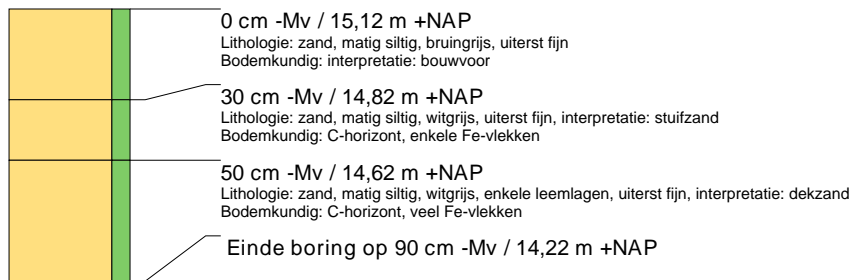 0 cm -Mv / 15,12 m +NAP
Lithologie: zand, matig siltig, bruingrijs, uiterst fijn
Bodemkundig: interpretatie: bouwvoor
30 cm -Mv / 14,82 m +NAP
Lithologie: zand, matig siltig, witgrijs, uiterst fijn, interpretatie: stuifzand
Bodemkundig: C-horizont, enkele Fe-vlekken
50 cm -Mv / 14,62 m +NAP
Lithologie: zand, matig siltig, witgrijs, enkele leemlagen, uiterst fijn, interpretatie: dekzand
Bodemkundig: C-horizont, veel Fe-vlekken
Einde boring op 90 cm -Mv / 14,22 m +NAP